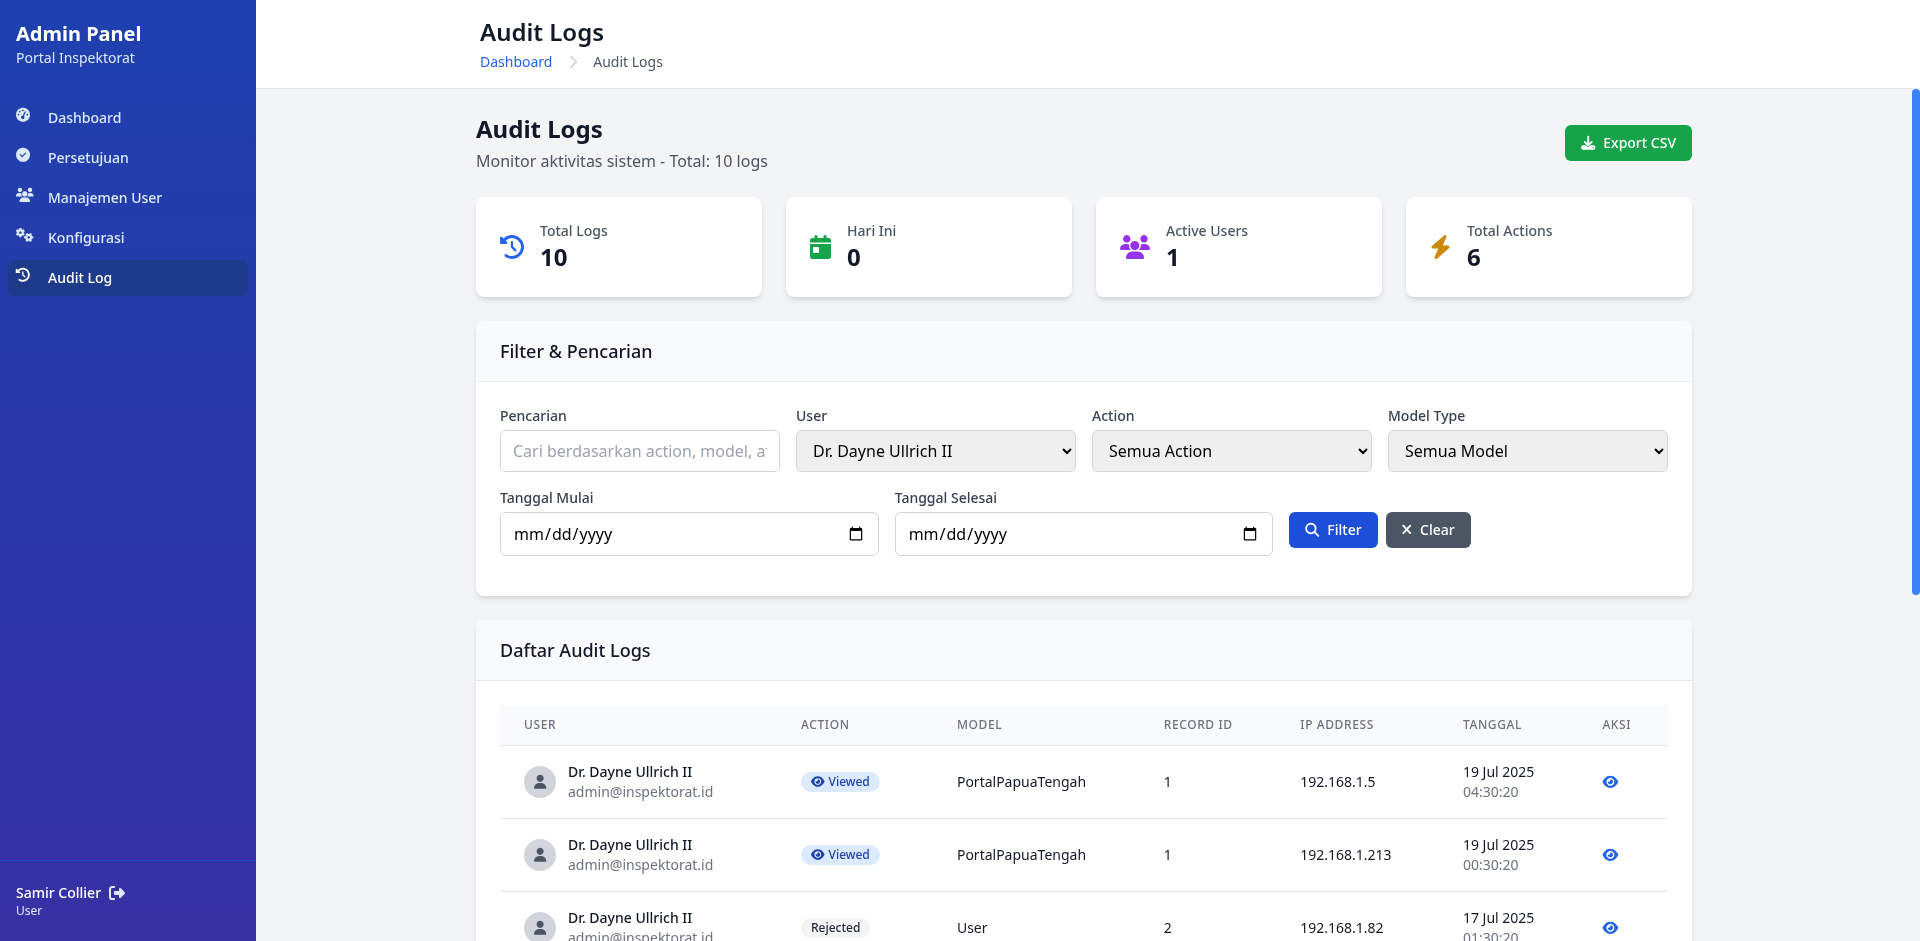 Admin Panel
Portal Inspektorat
Dashboard
Persetujuan
Manajemen User
Konfigurasi
Audit Log
Samir Collier
User
Audit Logs
Dashboard
Audit Logs
Audit Logs
Monitor aktivitas sistem - Total: 10 logs
Export CSV
Total Logs
10
Hari Ini
0
Active Users
1
Total Actions
6
Filter & Pencarian
Pencarian
User
Action
Model Type
Cari berdasarkan action, model, a
Dr. Dayne Ullrich II
Semua Action
Semua Model
Tanggal Mulai
Tanggal Selesai
mm/dd/yyyy
mm/dd/yyyy
Filter
Clear
Daftar Audit Logs
USER ACTION MODEL RECORD ID IP ADDRESS TANGGAL AKSI
Dr. Dayne Ullrich II
admin@inspektorat.id
Viewed
PortalPapuaTengah
1
192.168.1.5
19 Jul 2025
04:30:20
Dr. Dayne Ullrich II
admin@inspektorat.id
Viewed
PortalPapuaTengah
1
192.168.1.213
19 Jul 2025
00:30:20
Dr. Dayne Ullrich II
admin@inspektorat.id
Rejected
User
2
192.168.1.82
17 Jul 2025
01:30:20